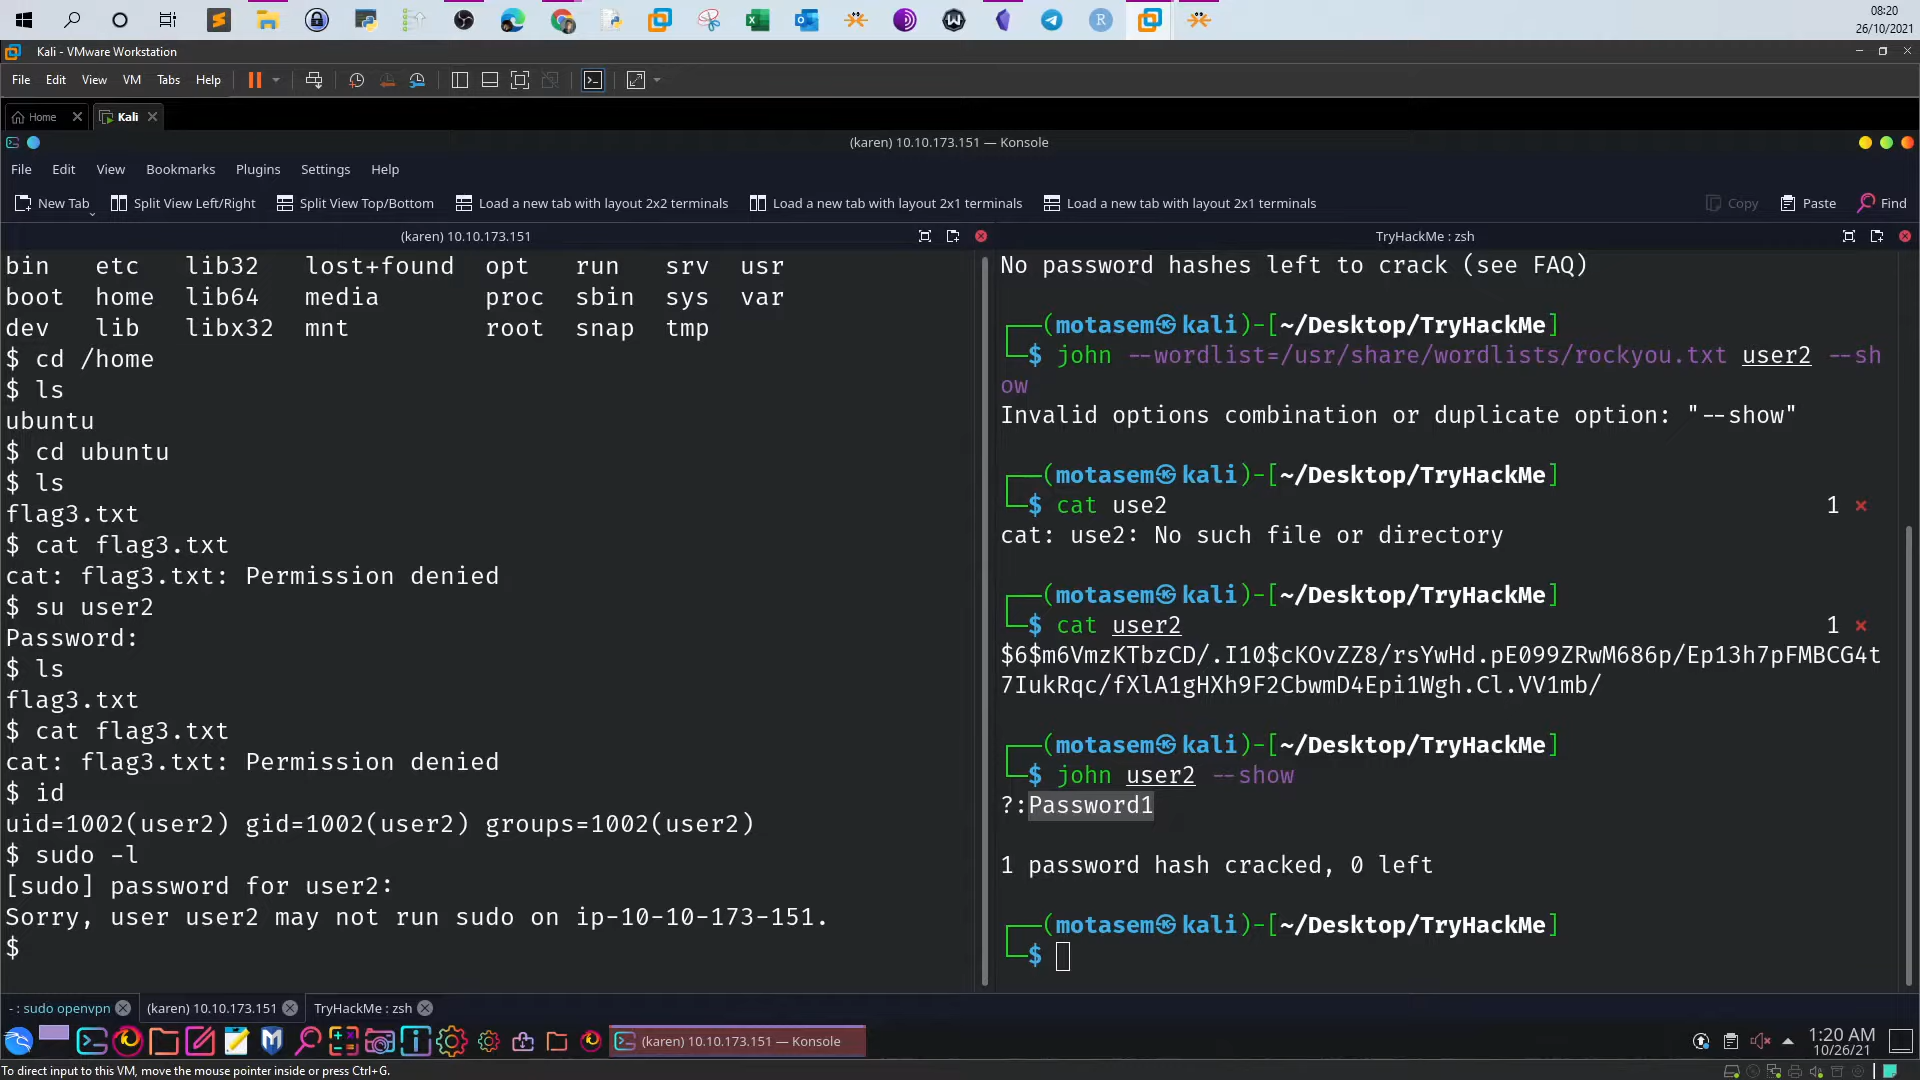 08:20
26/10/2021
Kali - VMware Workstation
File Edit View VM Tabs Help
Home
Kali
(karen) 10.10.173.151 — Konsole
File Edit View Bookmarks Plugins Settings Help
New Tab Split View Left/Right Split View Top/Bottom Load a new tab with layout 2x2 terminals Load a new tab with layout 2x1 terminals Load a new tab with layout 2x1 terminals Copy Paste Find
(karen) 10.10.173.151
bin etc lib32 lost+found opt run srv usr
boot home lib64 media proc sbin sys var
dev lib libx32 mnt root snap tmp
$ cd /home
$ ls
ubuntu
$ cd ubuntu
$ ls
flag3.txt
$ cat flag3.txt
cat: flag3.txt: Permission denied
$ su user2
Password:
$ ls
flag3.txt
$ cat flag3.txt
cat: flag3.txt: Permission denied
$ id
uid=1002(user2) gid=1002(user2) groups=1002(user2)
$ sudo -l
[sudo] password for user2:
Sorry, user user2 may not run sudo on ip-10-10-173-151.
$
TryHackMe : zsh
No password hashes left to crack (see FAQ)
(motasem㉿kali)-[~/Desktop/TryHackMe]
$ john --wordlist=/usr/share/wordlists/rockyou.txt user2 --sh
ow
Invalid options combination or duplicate option: "--show"
(motasem㉿kali)-[~/Desktop/TryHackMe]
$ cat use2 1 ⨯
cat: use2: No such file or directory
(motasem㉿kali)-[~/Desktop/TryHackMe]
$ cat user2 1 ⨯
$6$m6VmzKTbzCD/.I10$cKOvZZ8/rsYwHd.pE099ZRwM686p/Ep13h7pFMBCG4t
7IukRqc/fXlA1gHXh9F2CbwmD4Epi1Wgh.Cl.VV1mb/
(motasem㉿kali)-[~/Desktop/TryHackMe]
$ john user2 --show
?:Password1
1 password hash cracked, 0 left
(motasem㉿kali)-[~/Desktop/TryHackMe]
$
- : sudo openvpn (karen) 10.10.173.151 TryHackMe : zsh
(karen) 10.10.173.151 — Konsole
1:20 AM
10/26/21
To direct input to this VM, move the mouse pointer inside or press Ctrl+G.